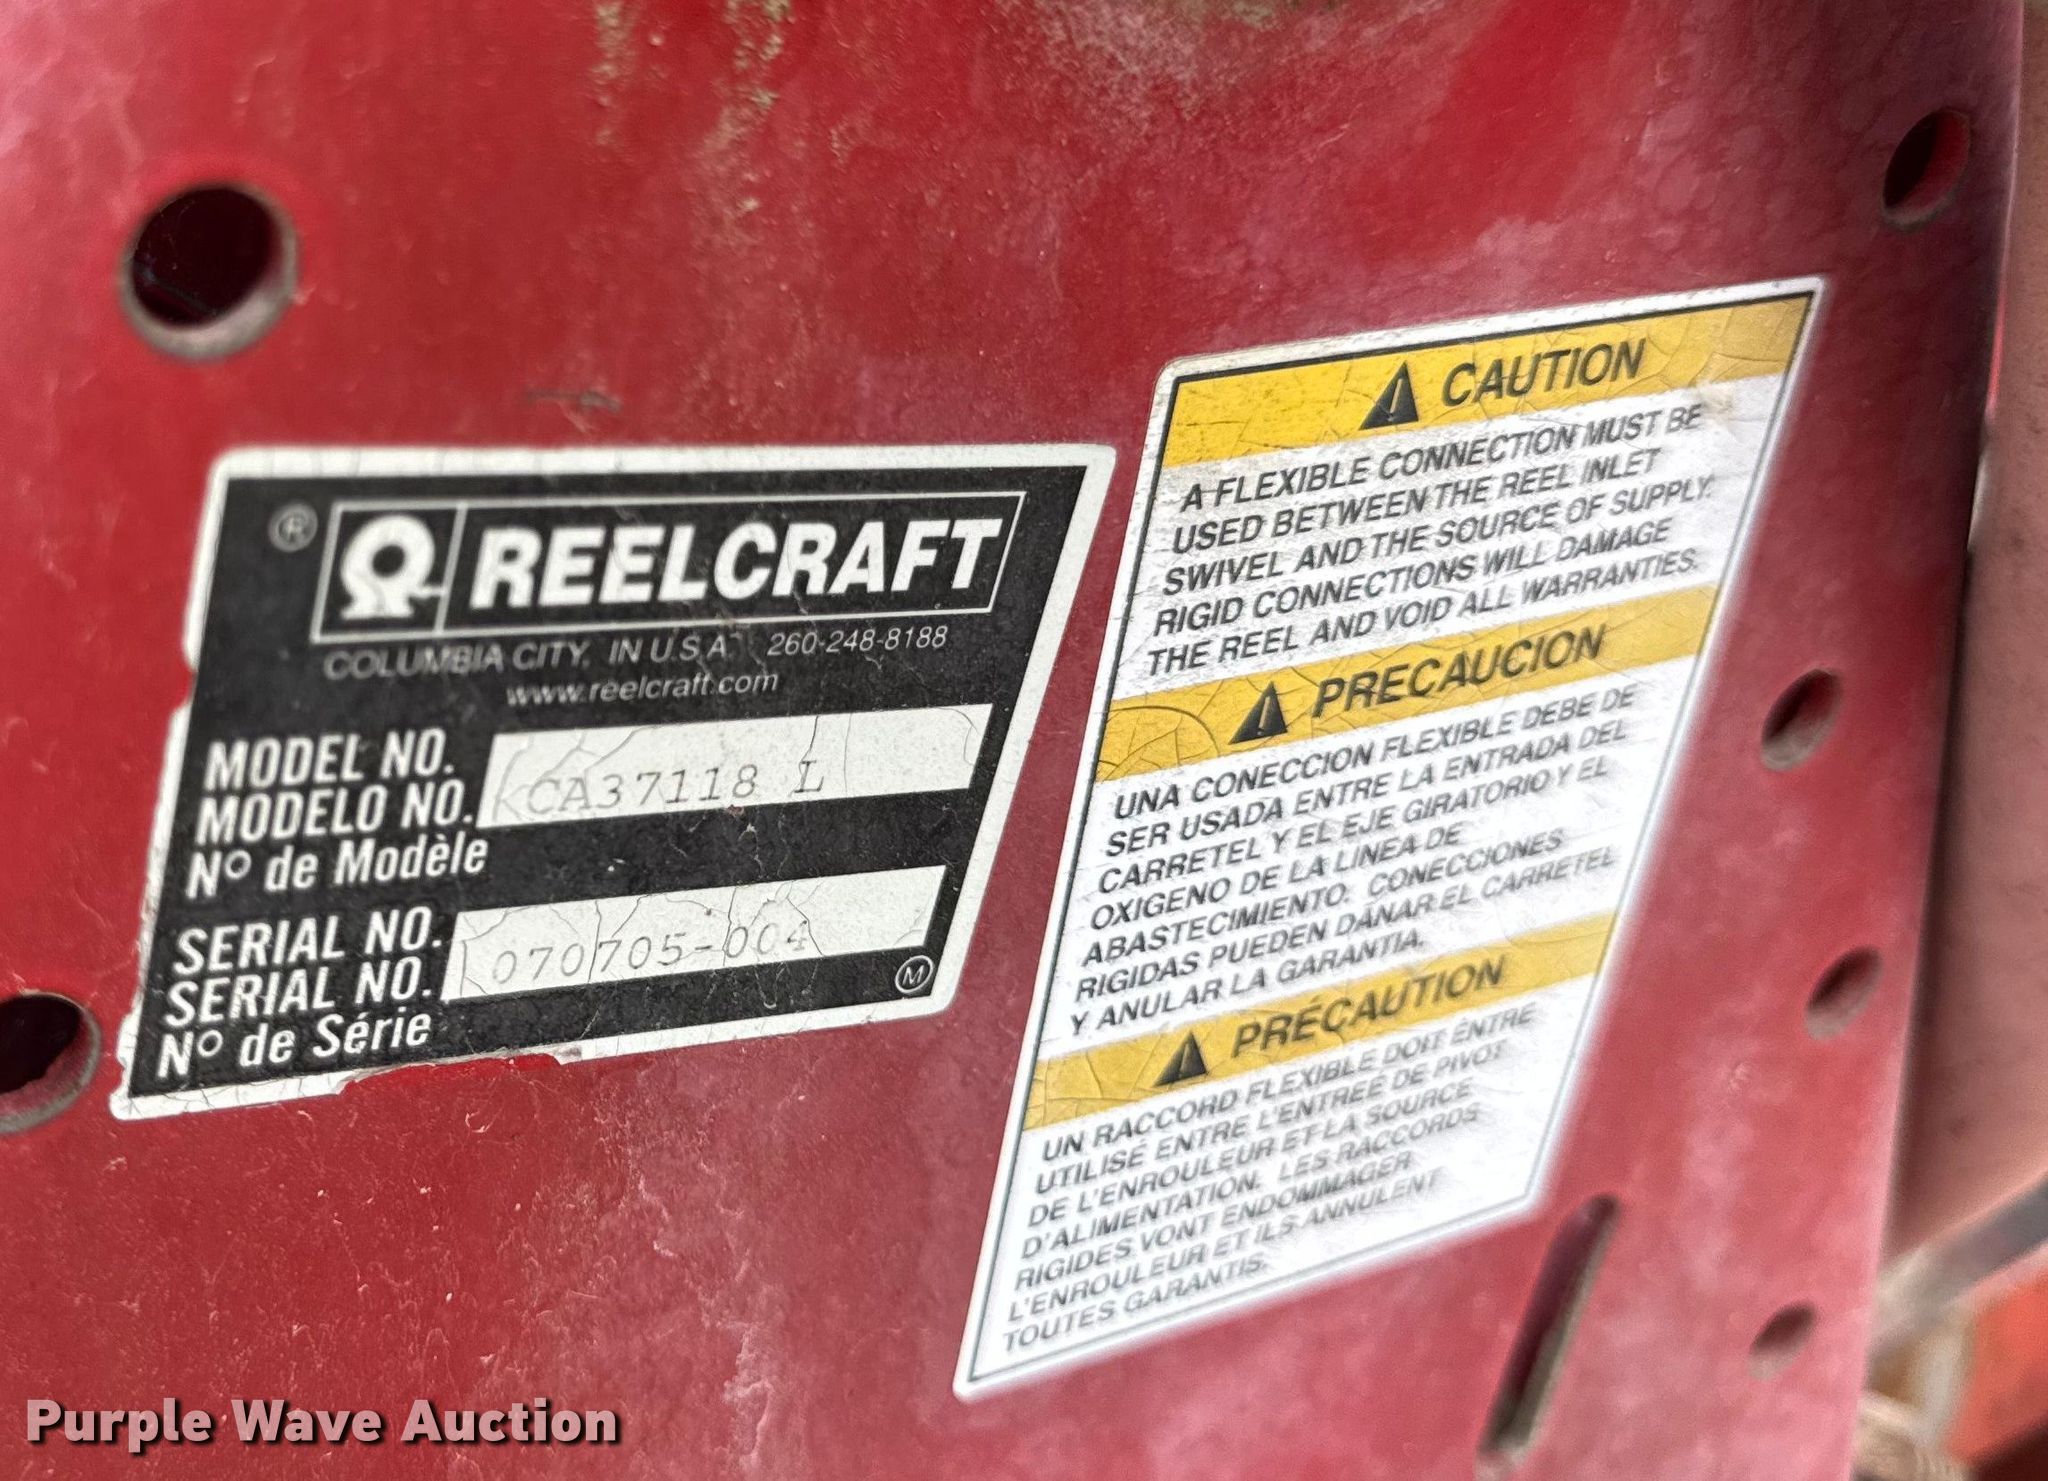 ® REELCRAFT
COLUMBIA CITY, IN U.S.A. 260-248-8188
www.reelcraft.com
MODEL NO.
MODELO NO.
Nº de Modèle
CA37118 L
SERIAL NO.
SERIAL NO.
Nº de Série
070705-004
M
CAUTION
A FLEXIBLE CONNECTION MUST BE
USED BETWEEN THE REEL INLET
SWIVEL AND THE SOURCE OF SUPPLY.
RIGID CONNECTIONS WILL DAMAGE
THE REEL AND VOID ALL WARRANTIES.
PRECAUCION
UNA CONECCION FLEXIBLE DEBE DE
SER USADA ENTRE LA ENTRADA DEL
CARRETEL Y EL EJE GIRATORIO Y EL
OXIGENO DE LA LINEA DE
ABASTECIMIENTO. CONECCIONES
RIGIDAS PUEDEN DANAR EL CARRETEL
Y ANULAR LA GARANTIA.
PRÉCAUTION
UN RACCORD FLEXIBLE DOIT ÊNTRE
UTILISÉ ENTRE L'ENTREÉ DE PIVOT
DE L'ENROULEUR ET LA SOURCE
D'ALIMENTATION. LES RACCORDS
RIGIDES VONT ENDOMMAGER
L'ENROULEUR ET ILS ANNULENT
TOUTES GARANTIS.
Purple Wave Auction